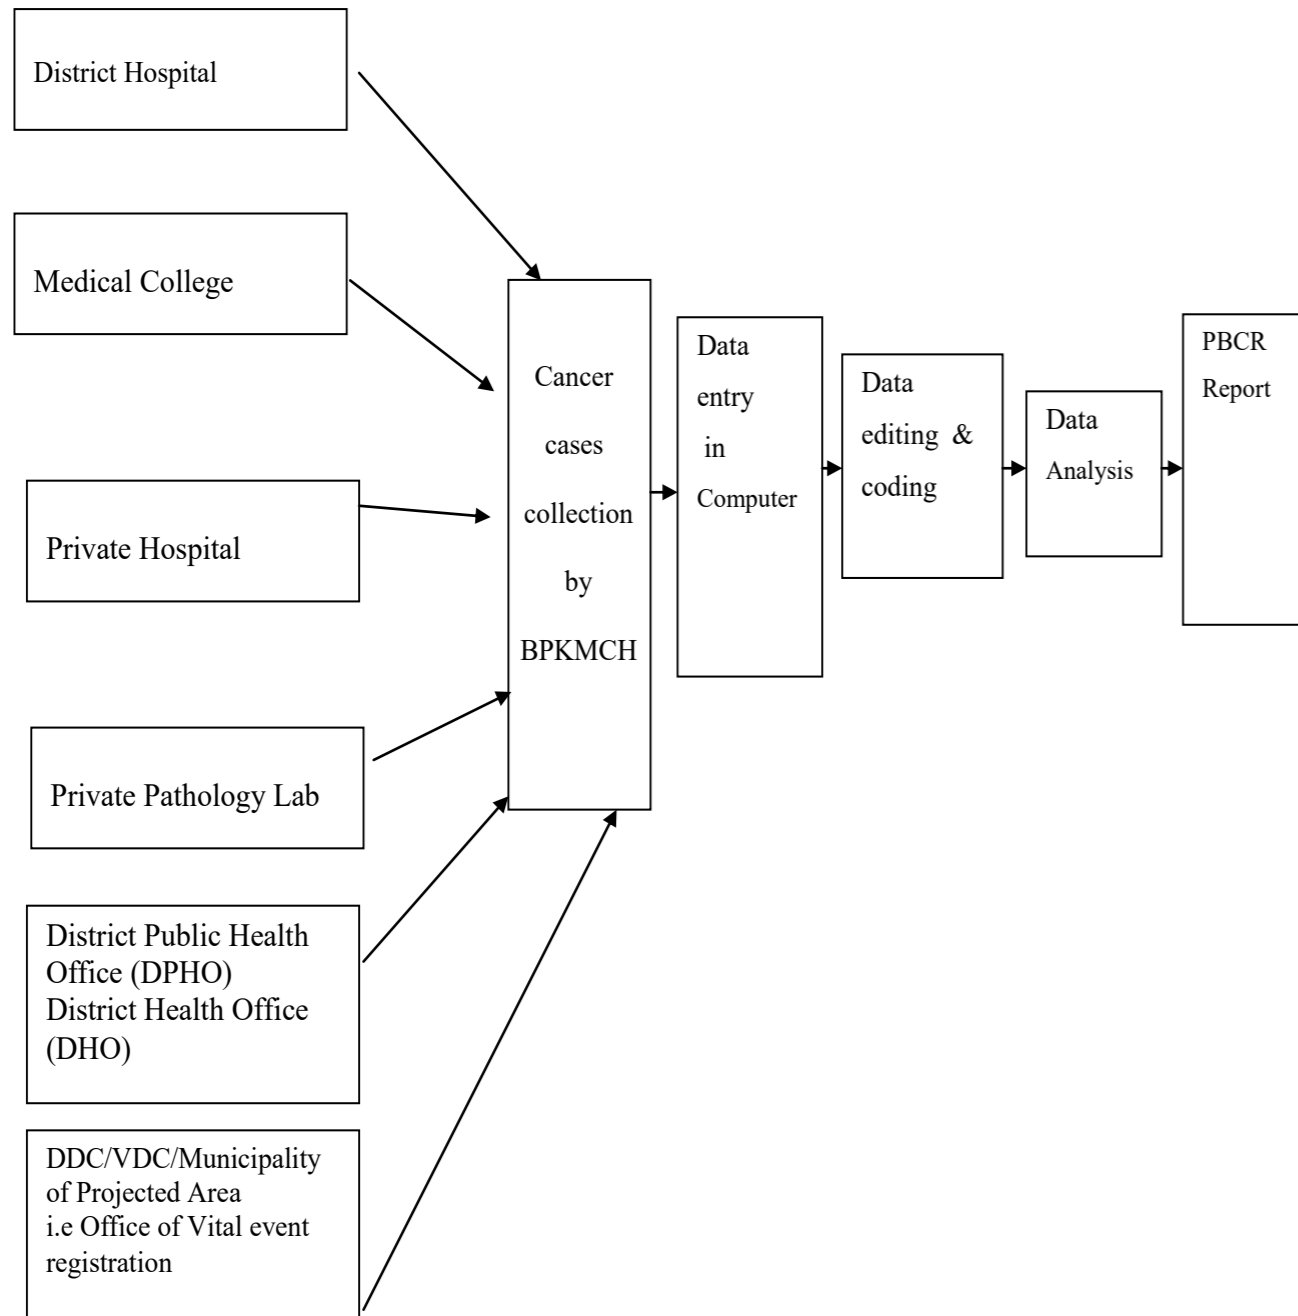 District Hospital
Medical College
Private Hospital
Private Pathology Lab
District Public Health
Office (DPHO)
District Health Office
(DHO)
DDC/VDC/Municipality
of Projected Area
i.e Office of Vital event
registration
Cancer
cases
collection
by
BPKMCH
Data
entry
in
Computer
Data
editing &
coding
Data
Analysis
PBCR
Report